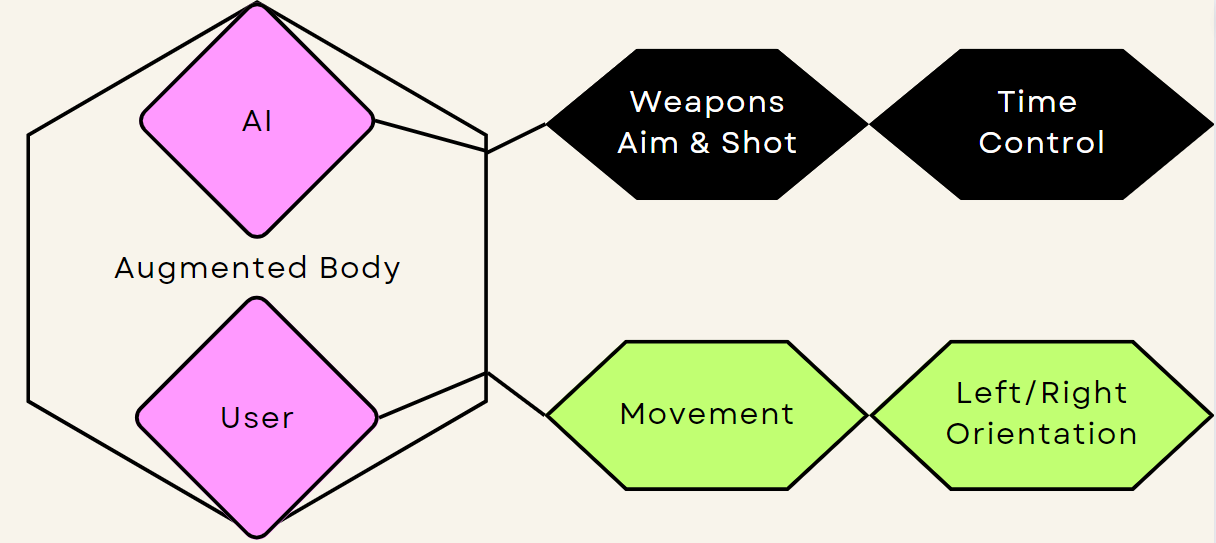 AI
Weapons
Aim & Shot
Time
Control
Augmented Body
User
Movement
Left/Right
Orientation